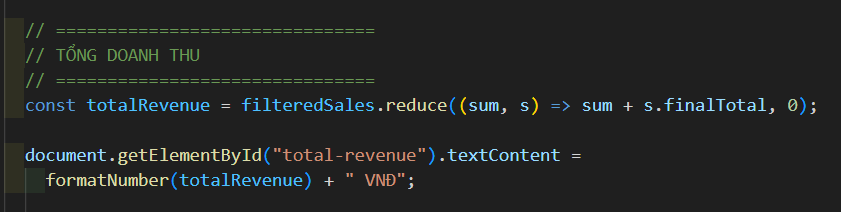 // ===============================
// TỔNG DOANH THU
// ===============================
const totalRevenue = filteredSales.reduce((sum, s) => sum + s.finalTotal, 0);
document.getElementById("total-revenue").textContent =
formatNumber(totalRevenue) + " VNĐ";